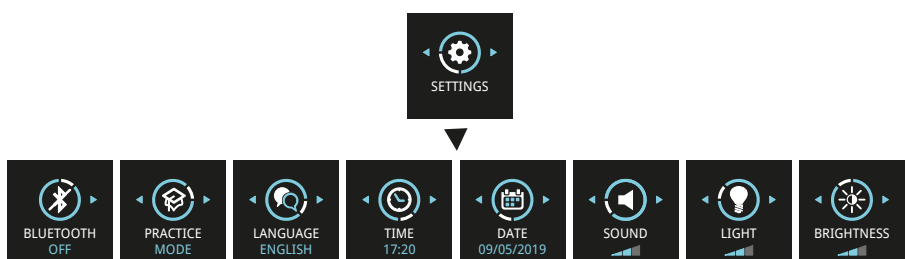 SETTINGS
BLUETOOTH
OFF
PRACTICE
MODE
LANGUAGE
ENGLISH
TIME
17:20
DATE
09/05/2019
SOUND
LIGHT
BRIGHTNESS